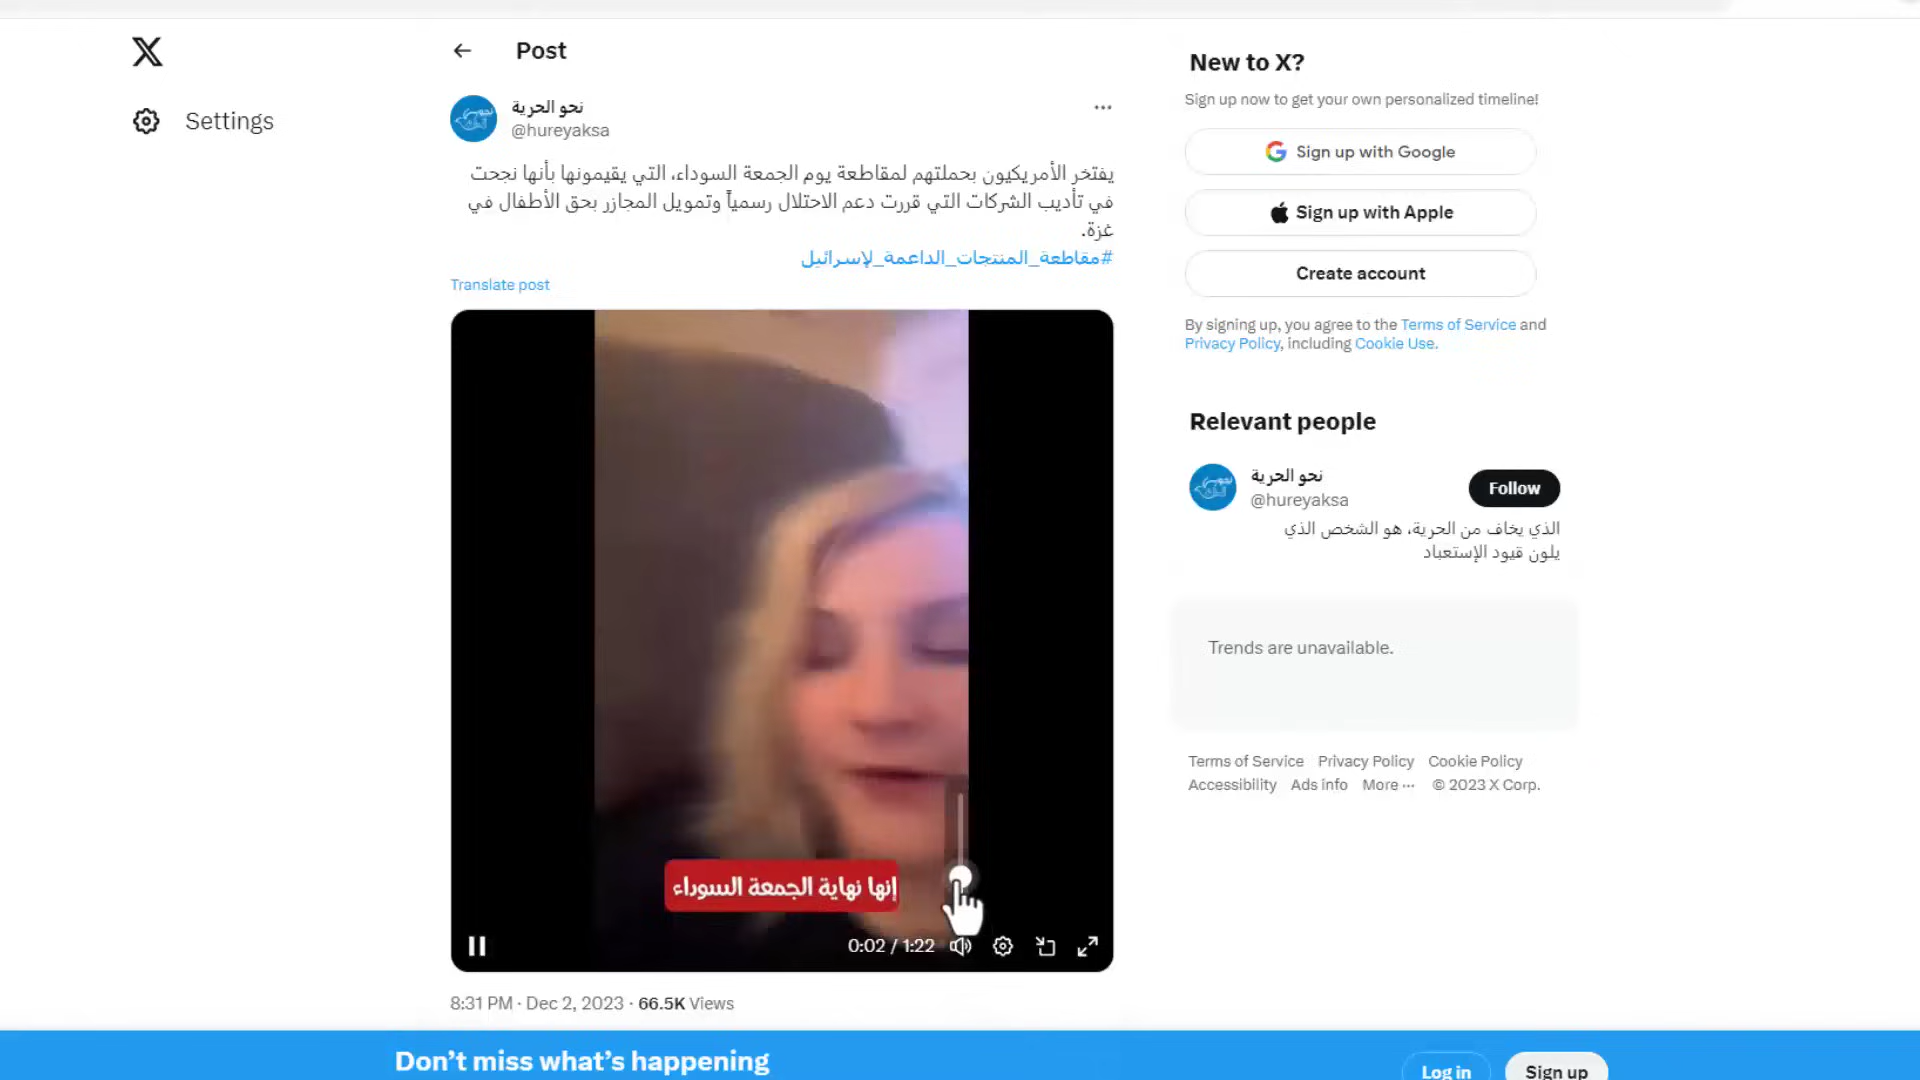 Post
Settings
نحو الحرية
@hureyaksa
يفتخر الأمريكيون بحملتهم لمقاطعة يوم الجمعة السوداء، التي يقيمونها بأنها نجحت
في تأديب الشركات التي قررت دعم الاحتلال رسمياً وتمويل المجازر بحق الأطفال في
غزة.
#مقاطعة_المنتجات_الداعمة_لإسرائيل
Translate post
إنها نهاية الجمعة السوداء
0:02 / 1:22
8:31 PM · Dec 2, 2023 · 66.5K Views
New to X?
Sign up now to get your own personalized timeline!
Sign up with Google
Sign up with Apple
Create account
By signing up, you agree to the Terms of Service and
Privacy Policy, including Cookie Use.
Relevant people
نحو الحرية
@hureyaksa
Follow
الذي يخاف من الحرية، هو الشخص الذي
يلون قيود الإستعباد
Trends are unavailable.
Terms of Service Privacy Policy Cookie Policy
Accessibility Ads info More ··· © 2023 X Corp.
Don’t miss what’s happening
Log in
Sign up